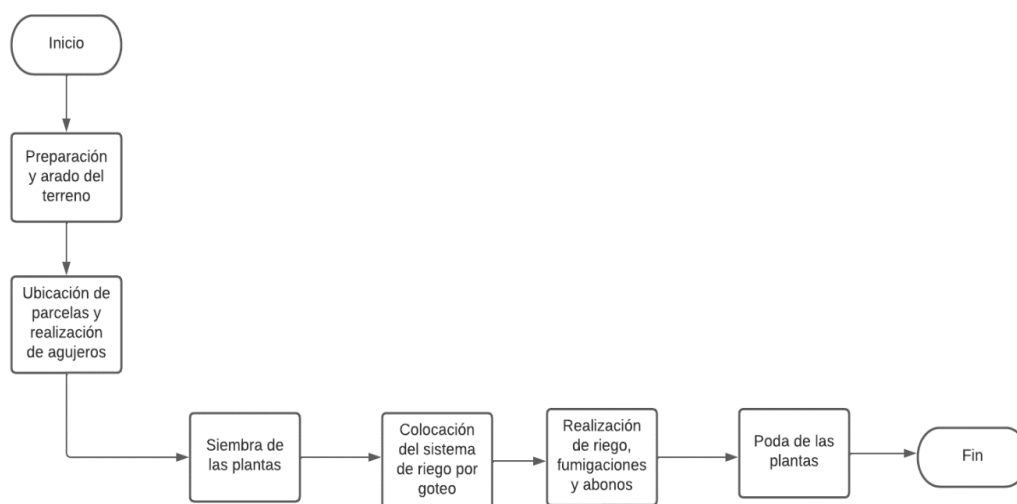 Inicio
Preparación
y arado del
terreno
Ubicación de
parcelas y
realización
de agujeros
Siembra de
las plantas
Colocación
del sistema
de riego por
goteo
Realización
de riego,
fumigaciones
y abonos
Poda de las
plantas
Fin